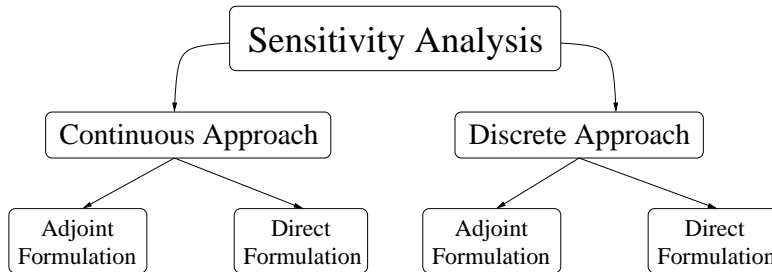 Sensitivity Analysis
Continuous Approach
Discrete Approach
Adjoint
Formulation
Direct
Formulation
Adjoint
Formulation
Direct
Formulation